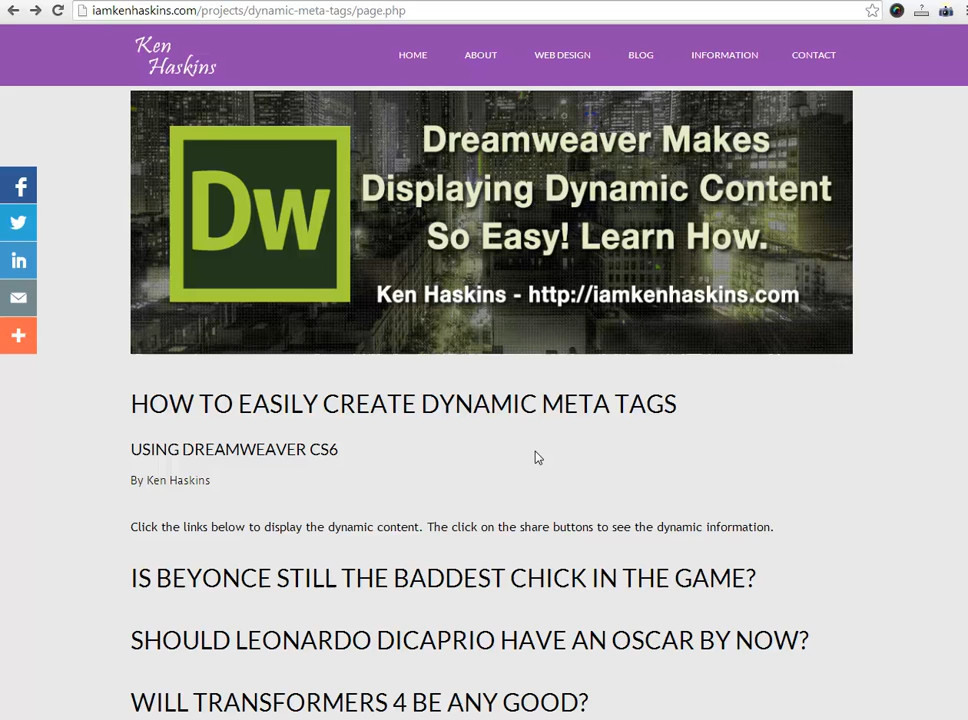 iamkenhaskins.com/projects/dynamic-meta-tags/page.php
Ken
Haskins
HOME ABOUT WEB DESIGN BLOG INFORMATION CONTACT
Dw
Dreamweaver Makes
Displaying Dynamic Content
So Easy! Learn How.
Ken Haskins - http://iamkenhaskins.com
f
in
HOW TO EASILY CREATE DYNAMIC META TAGS
USING DREAMWEAVER CS6
By Ken Haskins
Click the links below to display the dynamic content. The click on the share buttons to see the dynamic information.
IS BEYONCE STILL THE BADDEST CHICK IN THE GAME?
SHOULD LEONARDO DICAPRIO HAVE AN OSCAR BY NOW?
WILL TRANSFORMERS 4 BE ANY GOOD?